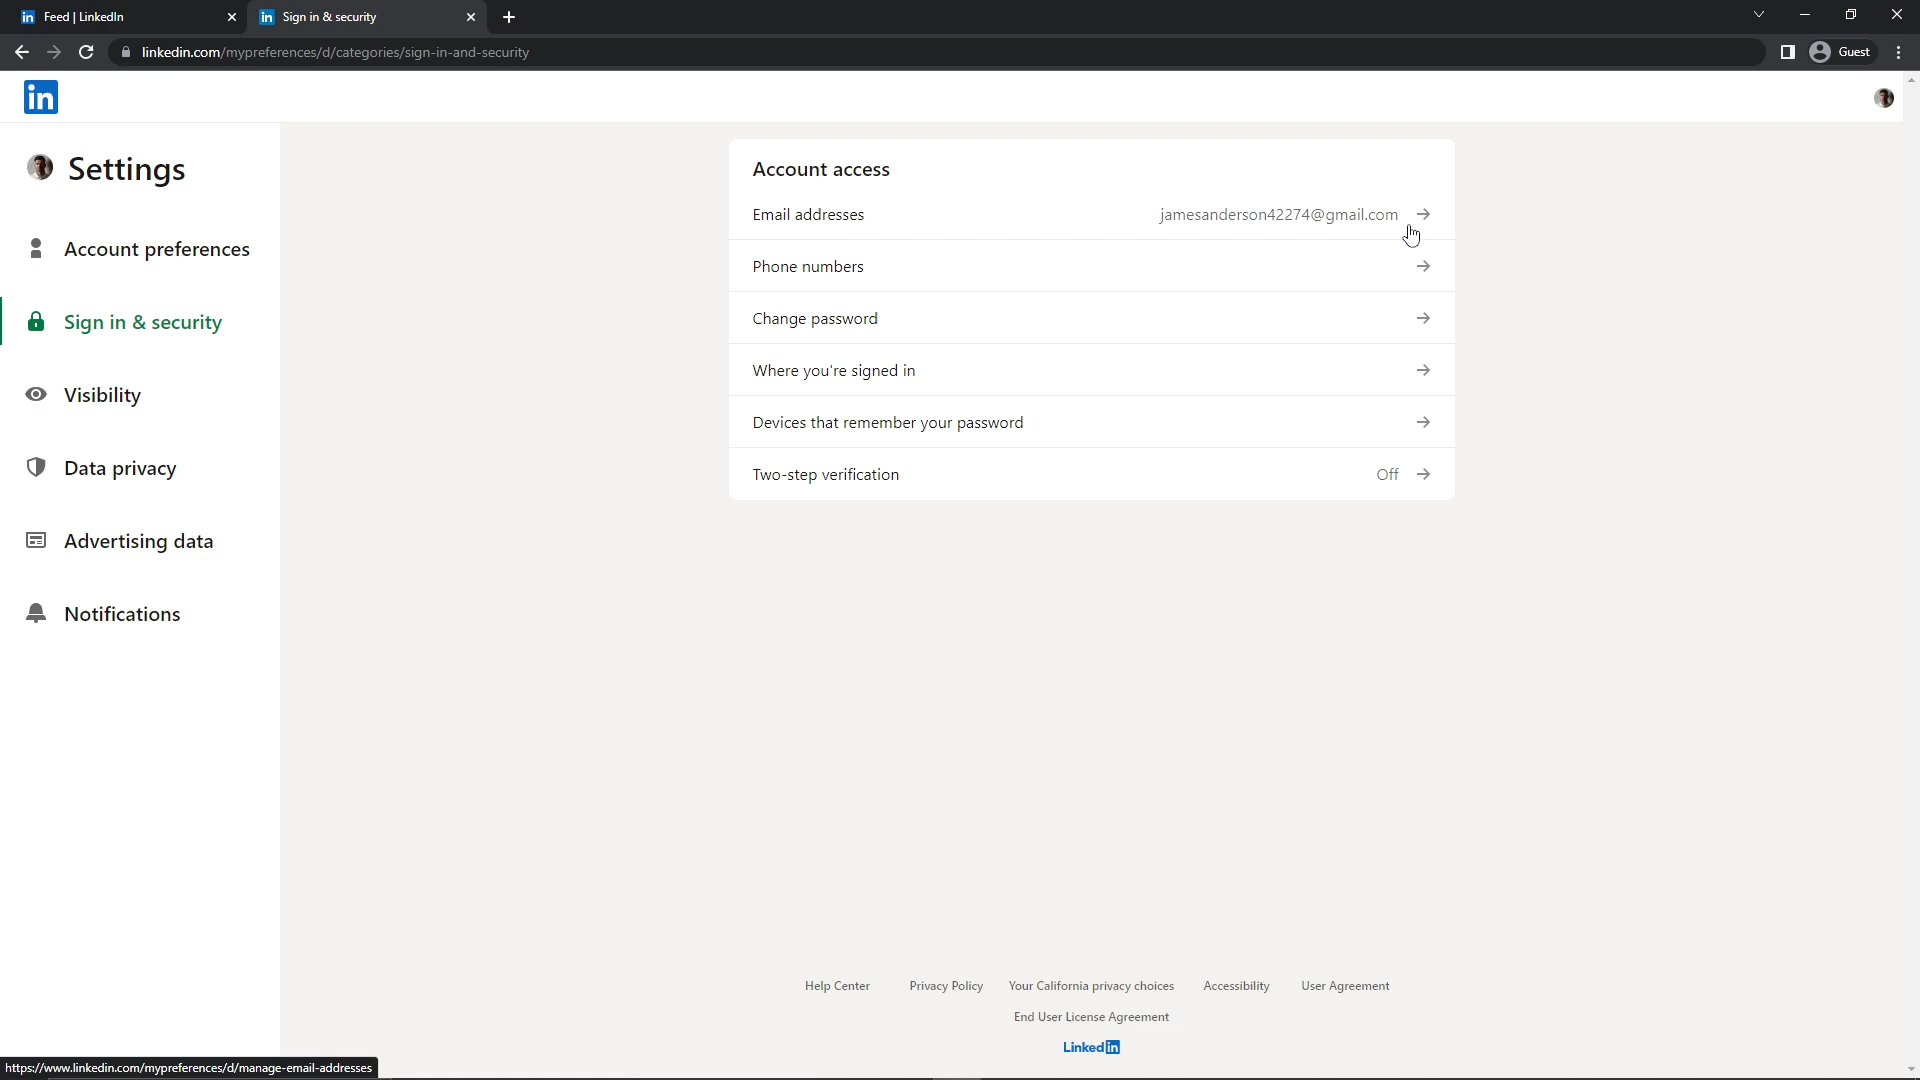 Feed | LinkedIn
Sign in & security
linkedin.com/mypreferences/d/categories/sign-in-and-security
Guest
in
Settings
Account preferences
Sign in & security
Visibility
Data privacy
Advertising data
Notifications
Account access
Email addresses jamesanderson42274@gmail.com
Phone numbers
Change password
Where you're signed in
Devices that remember your password
Two-step verification Off
Help Center Privacy Policy Your California privacy choices Accessibility User Agreement
End User License Agreement
LinkedIn
https://www.linkedin.com/mypreferences/d/manage-email-addresses